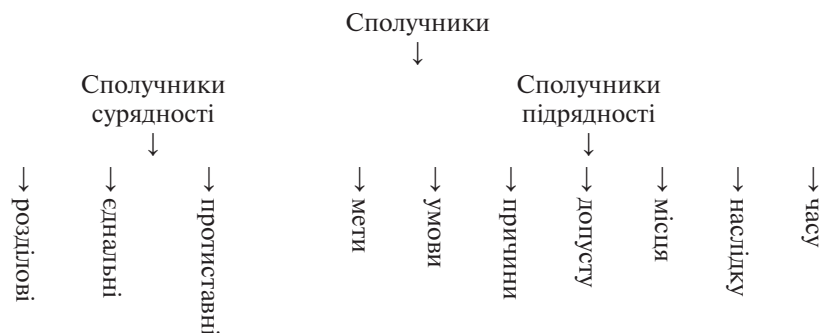 Сполучники
↓
Сполучники
сурядності
↓
Сполучники
підрядності
↓
→ розділові
→ єднальні
→ протиставні
→ мети
→ умови
→ причини
→ допусту
→ місця
→ наслідку
→ часу